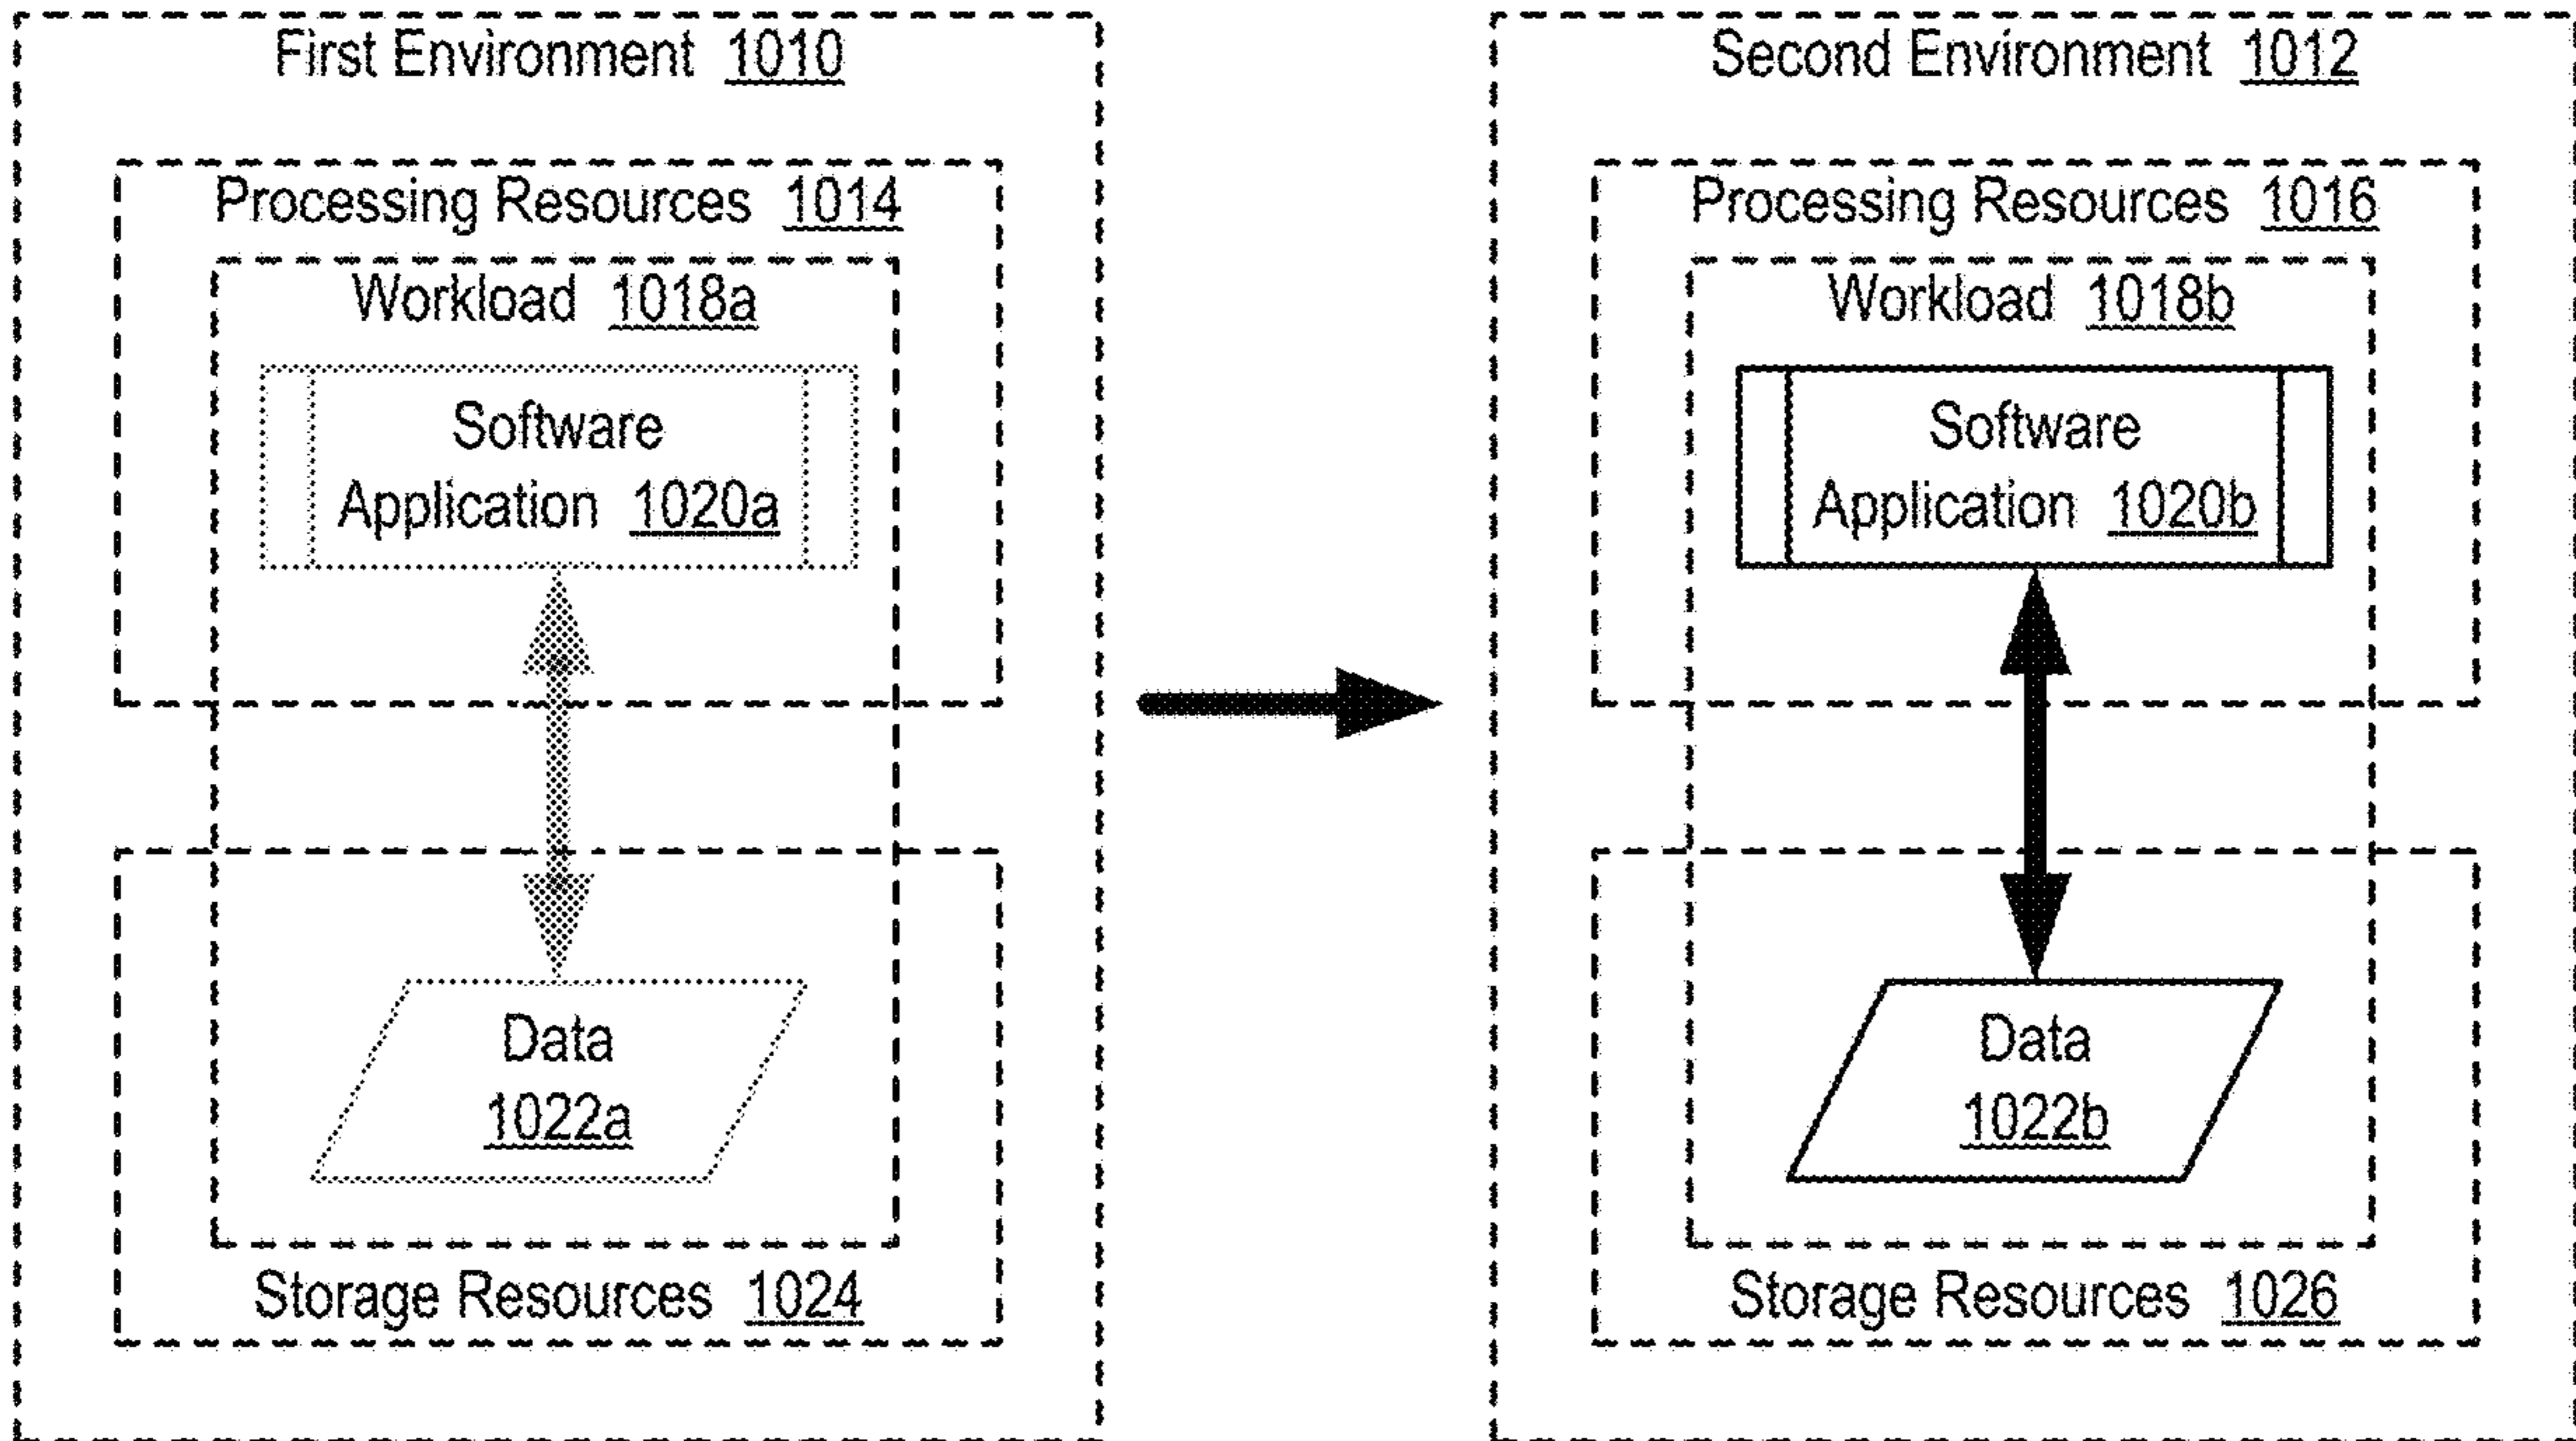 First Environment 1010
Processing Resources 1014
Workload 1018a
Software
Application 1020a
Data
1022a
Storage Resources 1024
Second Environment 1012
Processing Resources 1016
Workload 1018b
Software
Application 1020b
Data
1022b
Storage Resources 1026